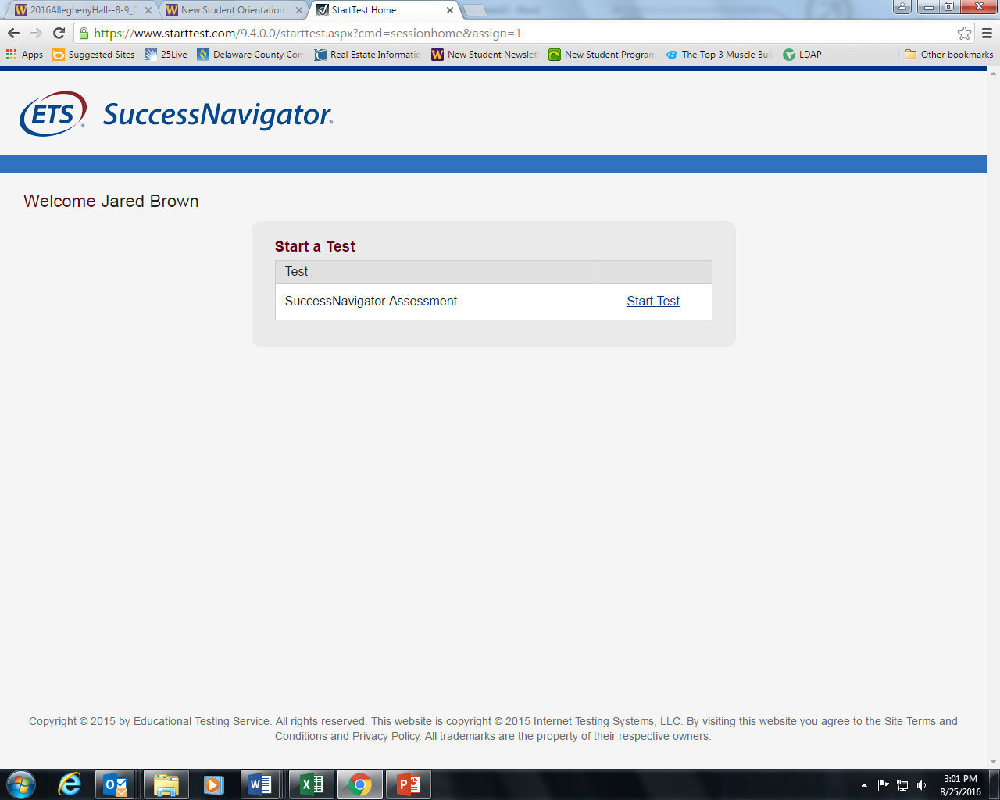 2016AlleghenyHall--8-9_0
New Student Orientation
StartTest Home
https://www.starttest.com/9.4.0.0/starttest.aspx?cmd=sessionhome&assign=1
Apps
Suggested Sites
25Live
Delaware County Com
Real Estate Informatio
New Student Newslet
New Student Program
The Top 3 Muscle Bui
LDAP
Other bookmarks
ETS® SuccessNavigator®
Welcome Jared Brown
Start a Test
Test
SuccessNavigator Assessment Start Test
Copyright © 2015 by Educational Testing Service. All rights reserved. This website is copyright © 2015 Internet Testing Systems, LLC. By visiting this website you agree to the Site Terms and
Conditions and Privacy Policy. All trademarks are the property of their respective owners.
3:01 PM
8/25/2016